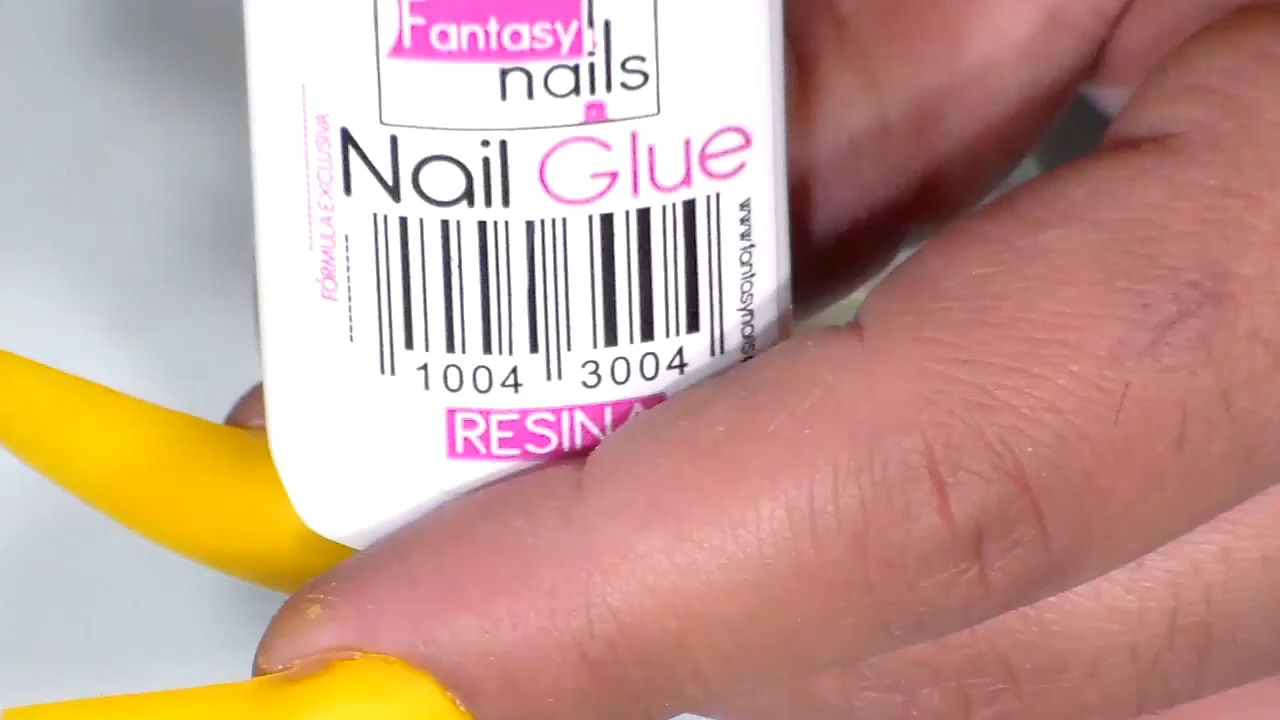 Fantasy
nails
Nail Glue
FÓRMULA EXCLUSIVA
1004 3004
RESINA